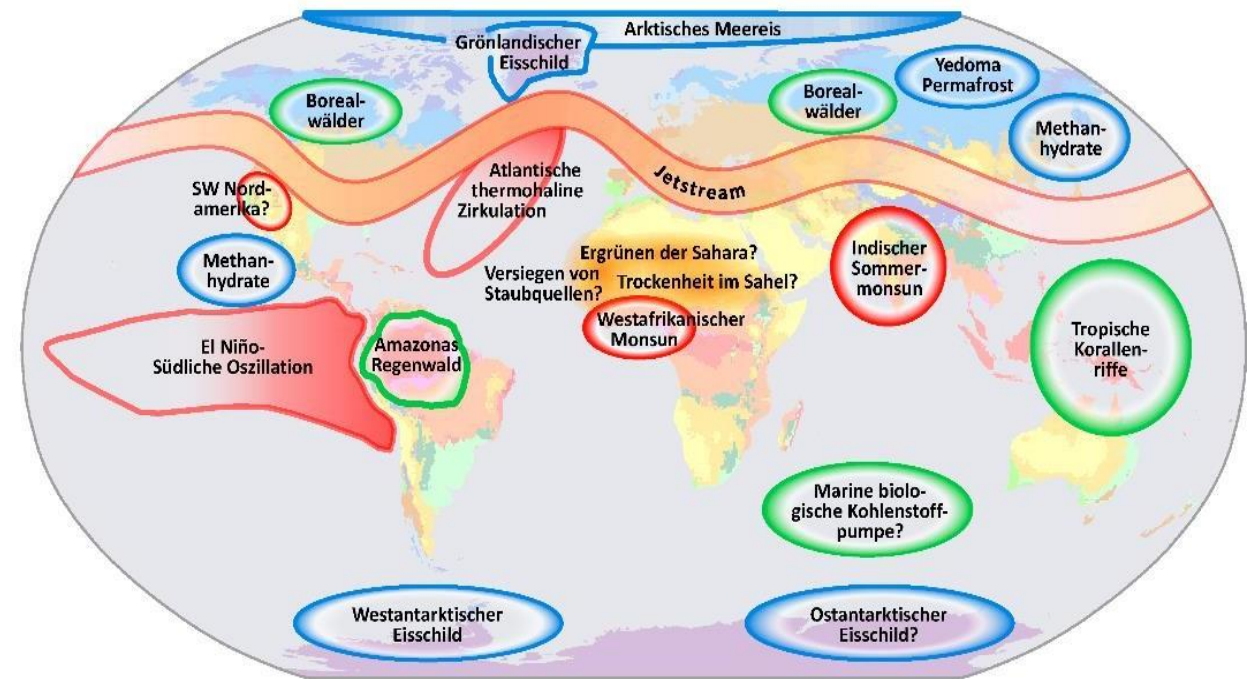 Arktisches Meereis
Grönlandischer
Eisschild
Yedoma
Permafrost
Boreal-
wälder
Boreal-
wälder
Methan-
hydrate
Atlantische
thermohaline
Zirkulation
Jetstream
SW Nord-
amerika?
Methan-
hydrate
Ergrünen der Sahara?
Versiegen von
Staubquellen?
Trockenheit im Sahel?
Indischer
Sommer-
monsun
Westafrikanischer
Monsun
Tropische
Korallen-
riffe
El Niño-
Südliche Oszillation
Amazonas
Regenwald
Marine biolo-
gische Kohlenstoff-
pumpe?
Westantarktischer
Eisschild
Ostantarktischer
Eisschild?